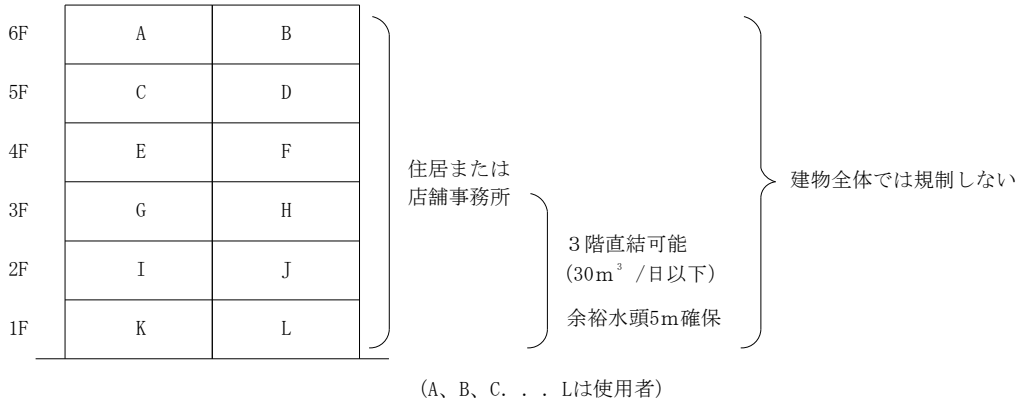 6F A B
5F C D
4F E F
3F G H
2F I J
1F K L
住居または
店舗事務所
３階直結可能
(30m³ /日以下)
余裕水頭5m確保
建物全体では規制しない
(A、B、C．．．Lは使用者)